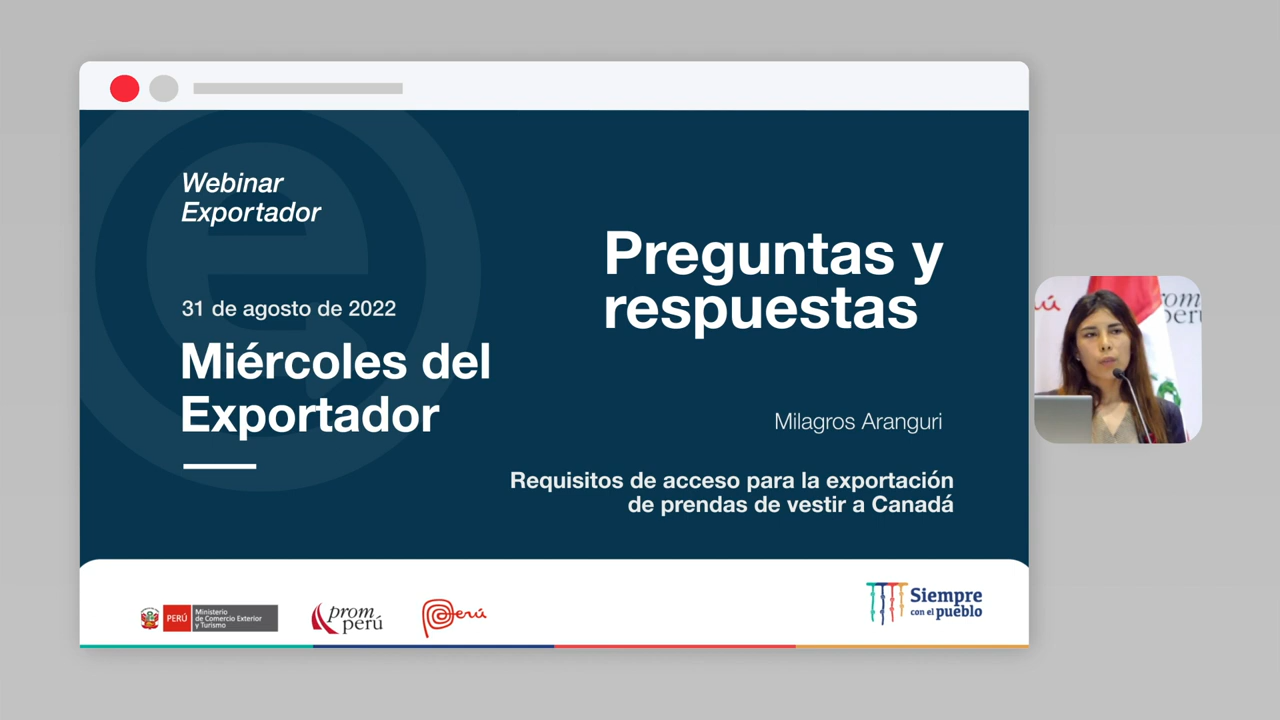 Webinar
Exportador
31 de agosto de 2022
Miércoles del
Exportador
Preguntas y
respuestas
Milagros Aranguri
Requisitos de acceso para la exportación
de prendas de vestir a Canadá
PERÚ
Ministerio
de Comercio Exterior
y Turismo
prom
perú
Perú
Siempre
con el pueblo